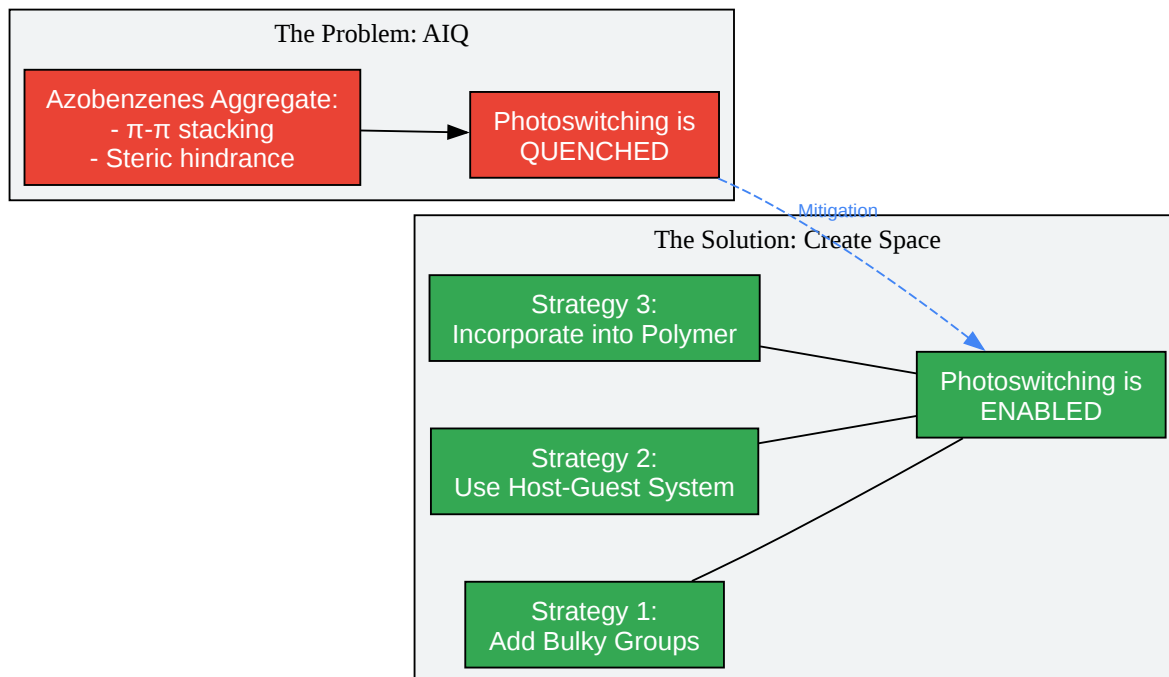 The Problem: AIQ
Azobenzenes Aggregate:
- π-π stacking
- Steric hindrance
Photoswitching is
QUENCHED
Mitigation
The Solution: Create Space
Strategy 3:
Incorporate into Polymer
Photoswitching is
ENABLED
Strategy 2:
Use Host-Guest System
Strategy 1:
Add Bulky Groups